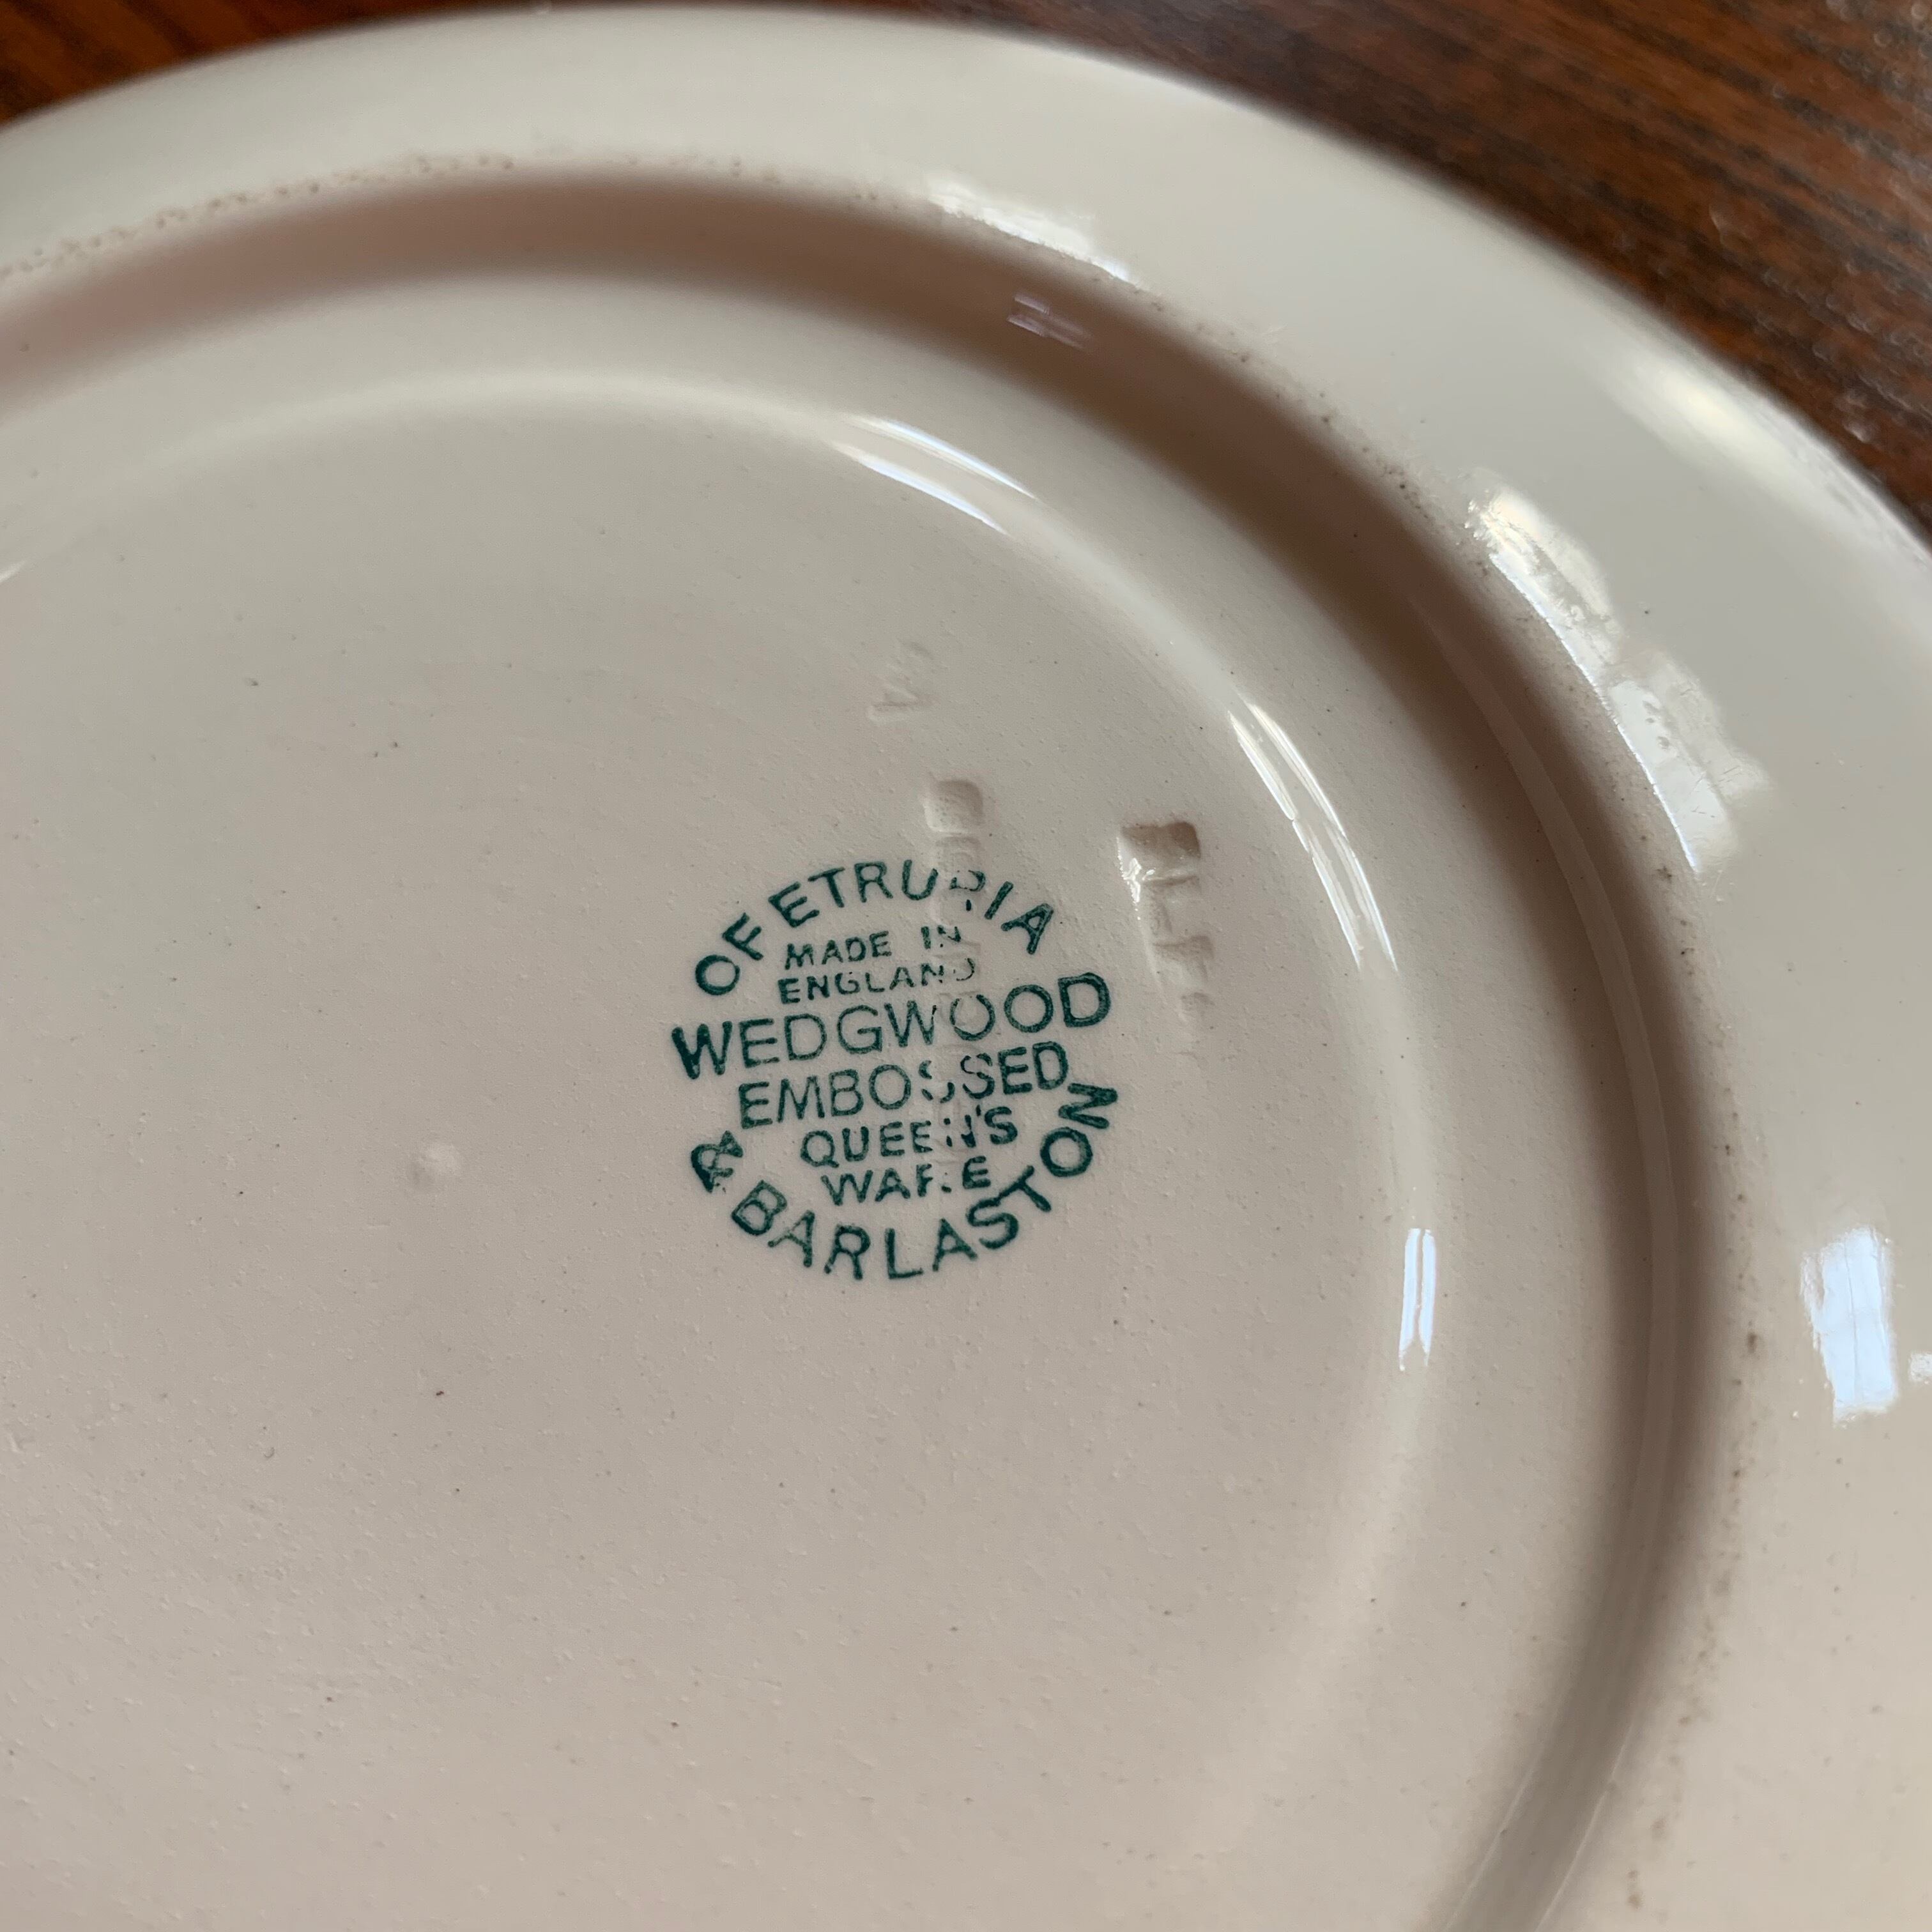 OF ETRURIA
MADE IN
ENGLAND
WEDGWOOD
EMBOSSED
QUEEN'S
WARE
& BARLASTON